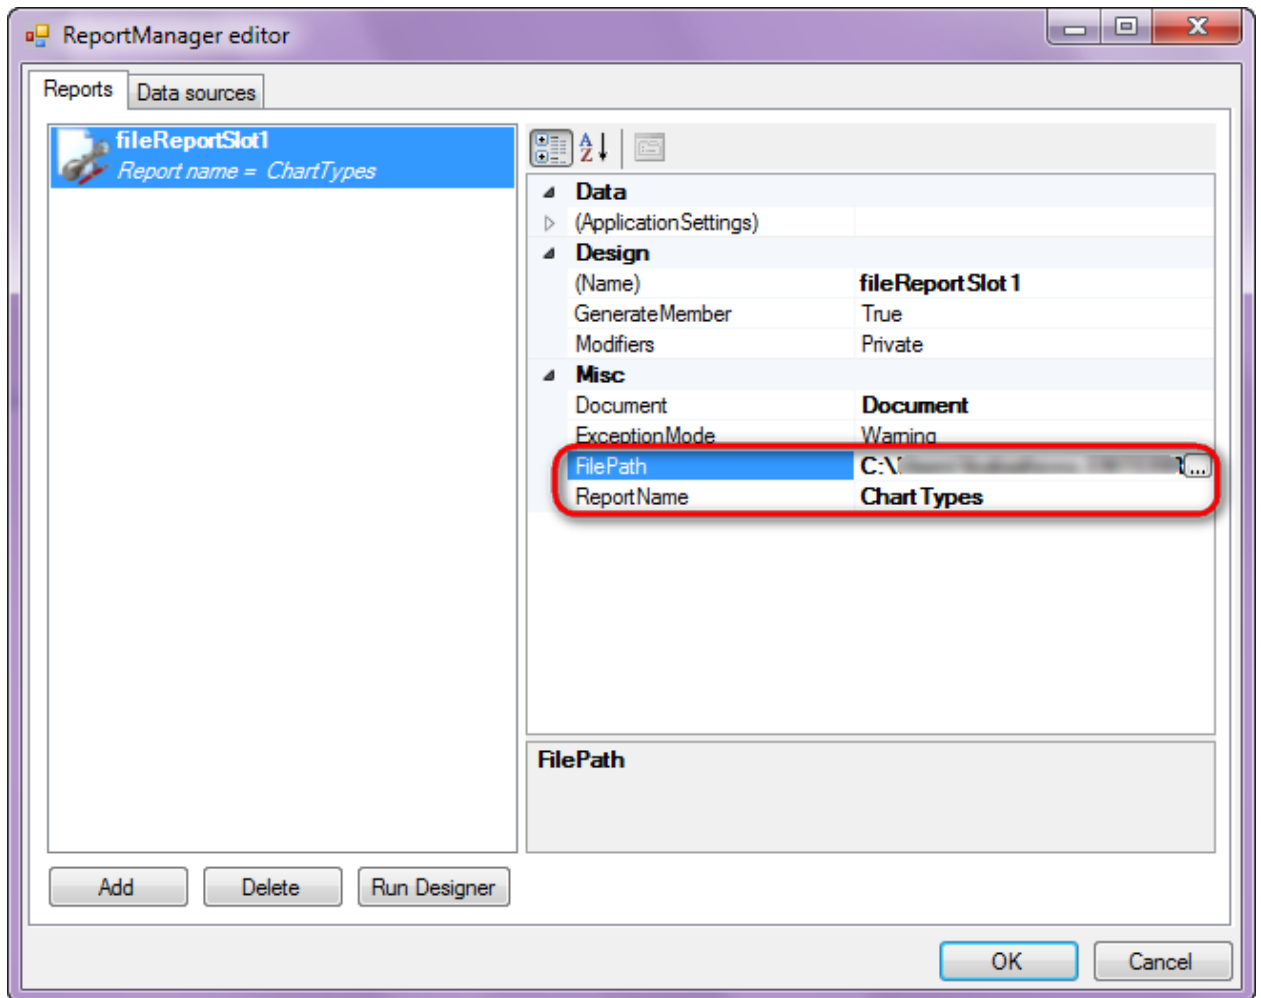 ReportManager editor
Reports Data sources
fileReportSlot1
Report name = ChartTypes
Data
(ApplicationSettings)
Design
(Name) fileReportSlot1
GenerateMember True
Modifiers Private
Misc
Document Document
ExceptionMode Warning
FilePath C:\ ...
ReportName ChartTypes
FilePath
Add Delete Run Designer
OK Cancel